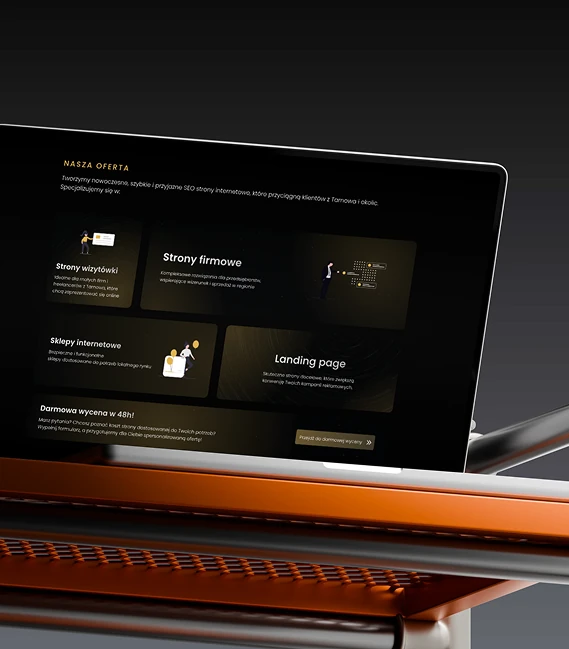 NASZA OFERTA
Tworzymy nowoczesne, szybkie i przyjazne SEO strony internetowe, które przyciągną klientów z Tarnowa i okolic.
Specjalizujemy się w:
Strony wizytówki
Idealne dla małych firm i
freelancerów z Tarnowa, które
chcą zaprezentować się online
Strony firmowe
Kompleksowe rozwiązania dla przedsiębiorstw,
wspierające wizerunek i sprzedaż w regionie
Sklepy internetowe
Bezpieczne i funkcjonalne
sklepy dostosowane do potrzeb lokalnego rynku
Landing page
Skuteczne strony docelowe, które zwiększą
konwersję Twoich kampanii reklamowych.
Darmowa wycena w 48h!
Masz pytania? Chcesz poznać koszt strony dostosowanej do Twoich potrzeb?
Wypełnij formularz, a przygotujemy dla Ciebie spersonalizowaną ofertę!
Przejdź do darmowej wyceny